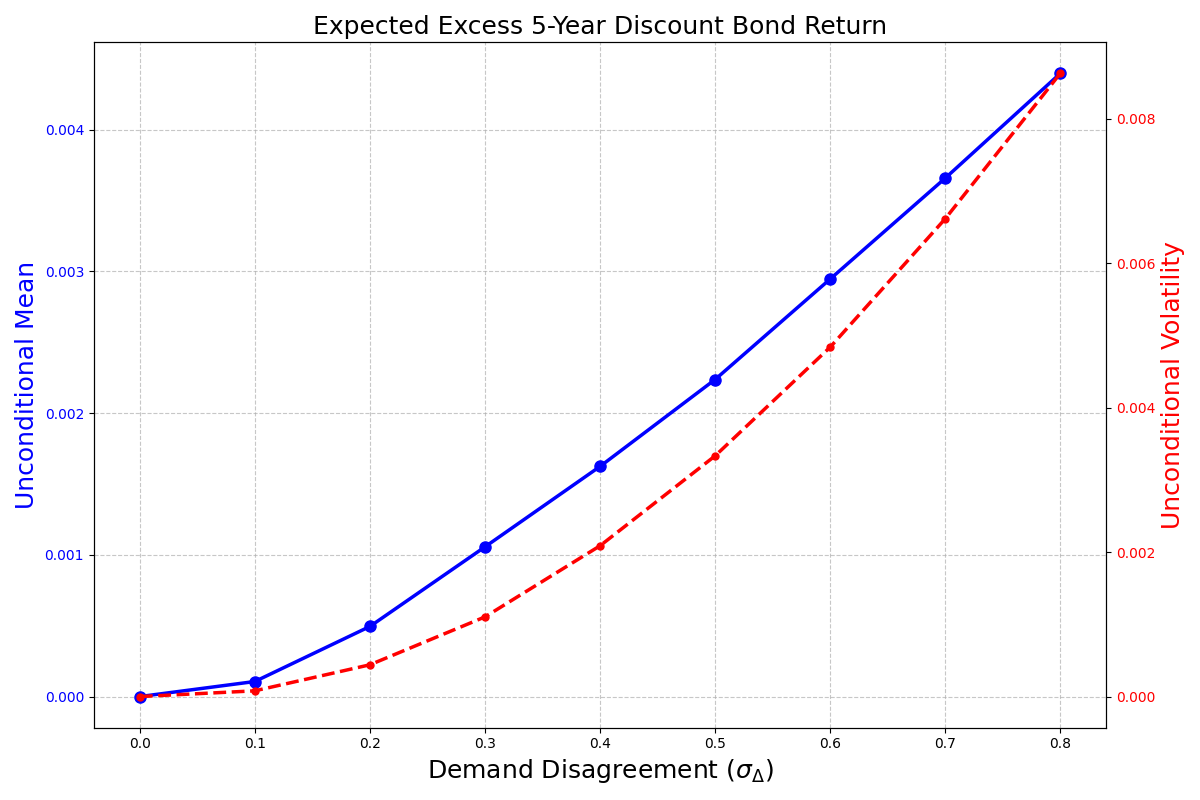 Expected Excess 5-Year Discount Bond Return
Unconditional Mean
0.004
0.003
0.002
0.001
0.000
0.008
0.006
0.004
0.002
0.000
Unconditional Volatility
0.0 0.1 0.2 0.3 0.4 0.5 0.6 0.7 0.8
Demand Disagreement (σ_Δ)